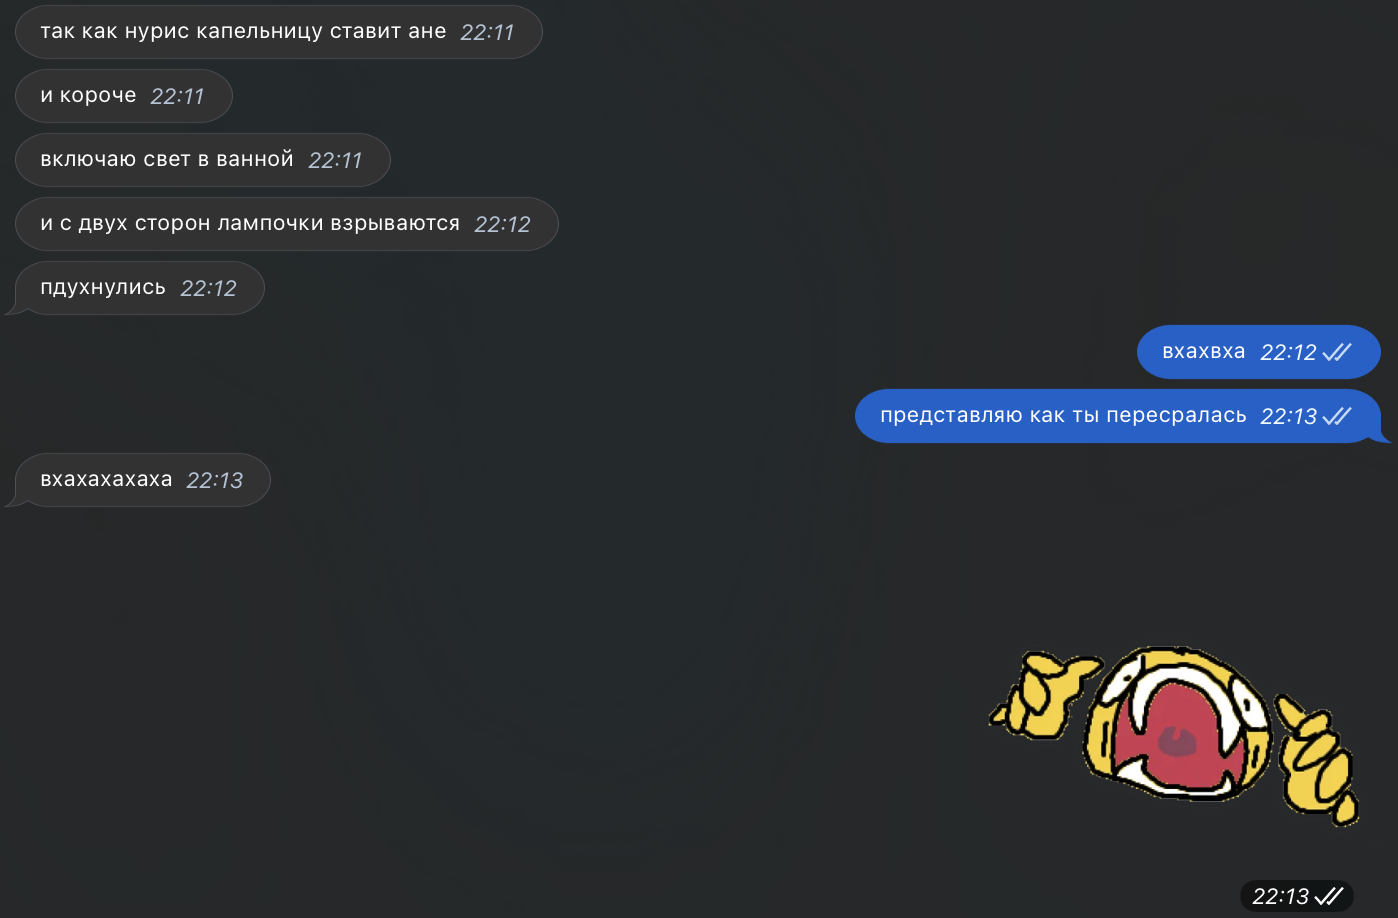 так как нурис капельницу ставит ане 22:11
и короче 22:11
включаю свет в ванной 22:11
и с двух сторон лампочки взрываются 22:12
пдухнулись 22:12
вхахвха 22:12
представляю как ты пересралась 22:13
вхахахахаха 22:13
22:13